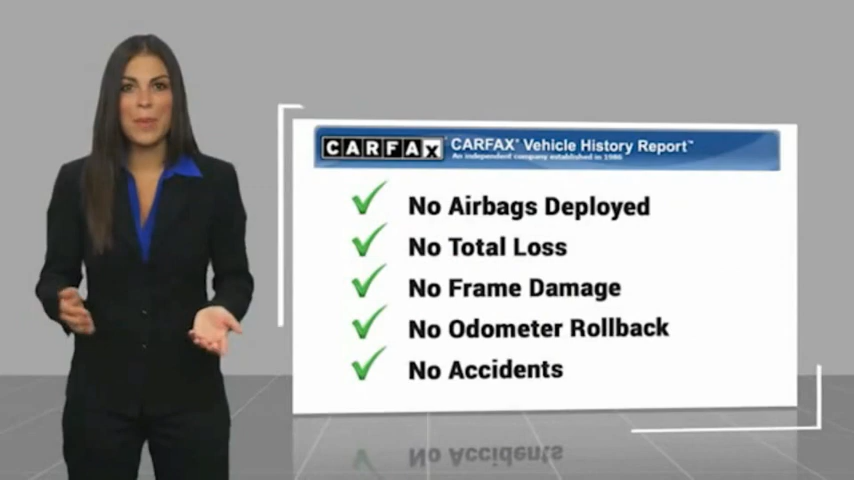 CARFAX CARFAX® Vehicle History Report™
An independent company established in 1986
No Airbags Deployed
No Total Loss
No Frame Damage
No Odometer Rollback
No Accidents
No Accidents